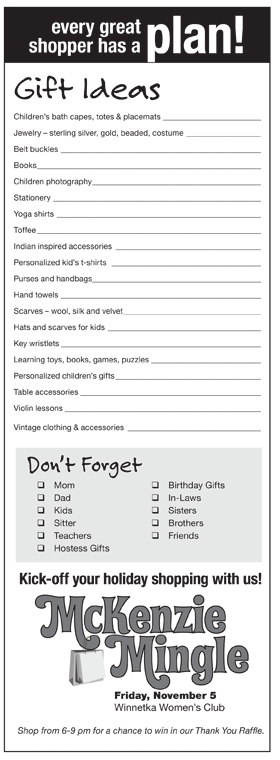 every great
shopper has a plan!
Gift Ideas
Children's bath capes, totes & placemats
Jewelry – sterling silver, gold, beaded, costume
Belt buckles
Books
Children photography
Stationery
Yoga shirts
Toffee
Indian inspired accessories
Personalized kid's t-shirts
Purses and handbags
Hand towels
Scarves – wool, silk and velvet
Hats and scarves for kids
Key wristlets
Learning toys, books, games, puzzles
Personalized children's gifts
Table accessories
Violin lessons
Vintage clothing & accessories
Don't Forget
Mom
Dad
Kids
Sitter
Teachers
Hostess Gifts
Birthday Gifts
In-Laws
Sisters
Brothers
Friends
Kick-off your holiday shopping with us!
McKenzie
Mingle
Friday, November 5
Winnetka Women's Club
Shop from 6-9 pm for a chance to win in our Thank You Raffle.